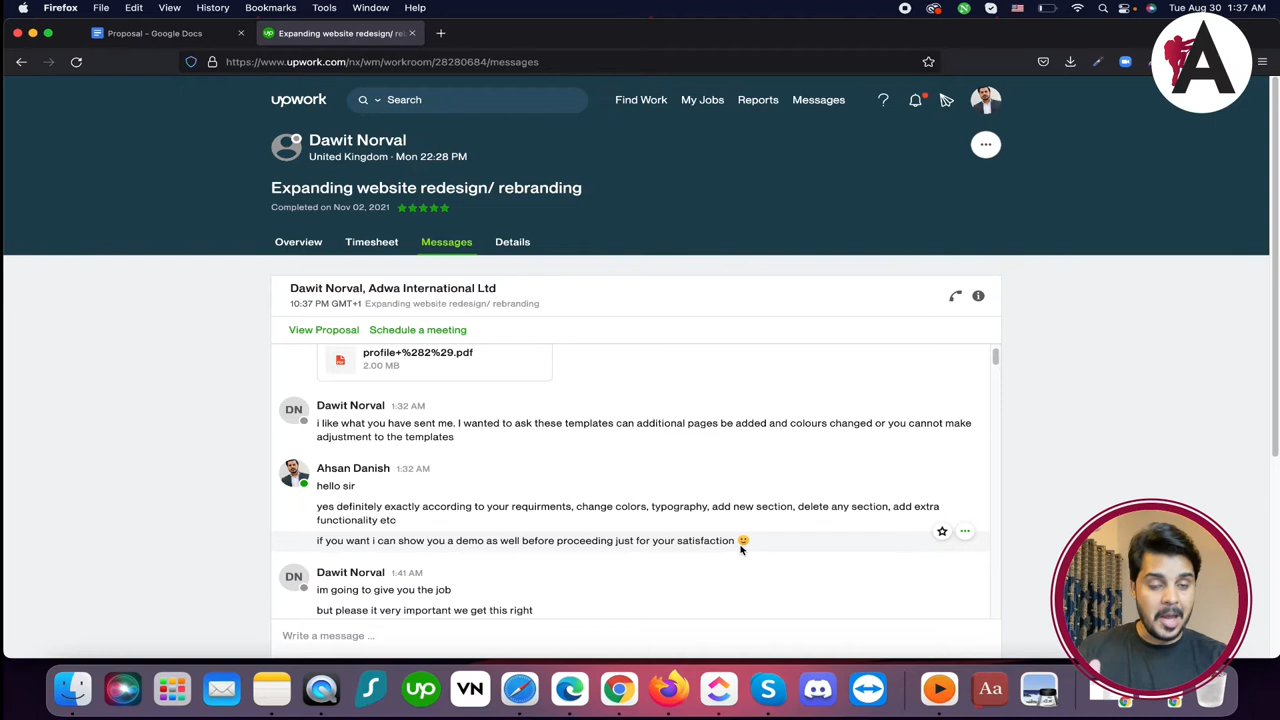 Firefox File Edit View History Bookmarks Tools Window Help Tue Aug 9 1:37 AM
Proposal – Google Docs
Expanding website redesign/ re
https://www.upwork.com/nx/wm/workroom/28280684/messages
A
upwork Search Find Work My Jobs Reports Messages
Dawit Norval
United Kingdom · Mon 22:28 PM
Expanding website redesign/ rebranding
Completed on Nov 02, 2021
Overview Timesheet Messages Details
Dawit Norval, Adwa International Ltd
10:37 PM GMT+1 Expanding website redesign/ rebranding
View Proposal Schedule a meeting
profile+%282%29.pdf
2.00 MB
DN Dawit Norval 1:32 AM
i like what you have sent me. I wanted to ask these templates can additional pages be added and colours changed or you cannot make
adjustment to the templates
Ahsan Danish 1:32 AM
hello sir
yes definitely exactly according to your requirments, change colors, typography, add new section, delete any section, add extra
functionality etc
if you want i can show you a demo as well before proceeding just for your satisfaction 😀
DN Dawit Norval 1:41 AM
im going to give you the job
but please it very important we get this right
Write a message ...
up VN Aa